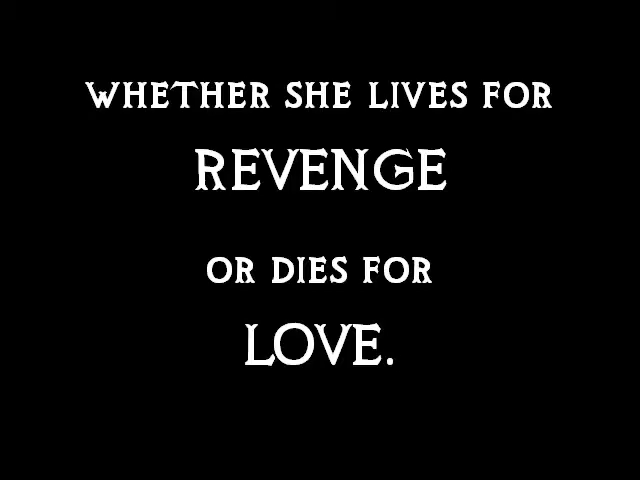 WHETHER SHE LIVES FOR
REVENGE
OR DIES FOR
LOVE.